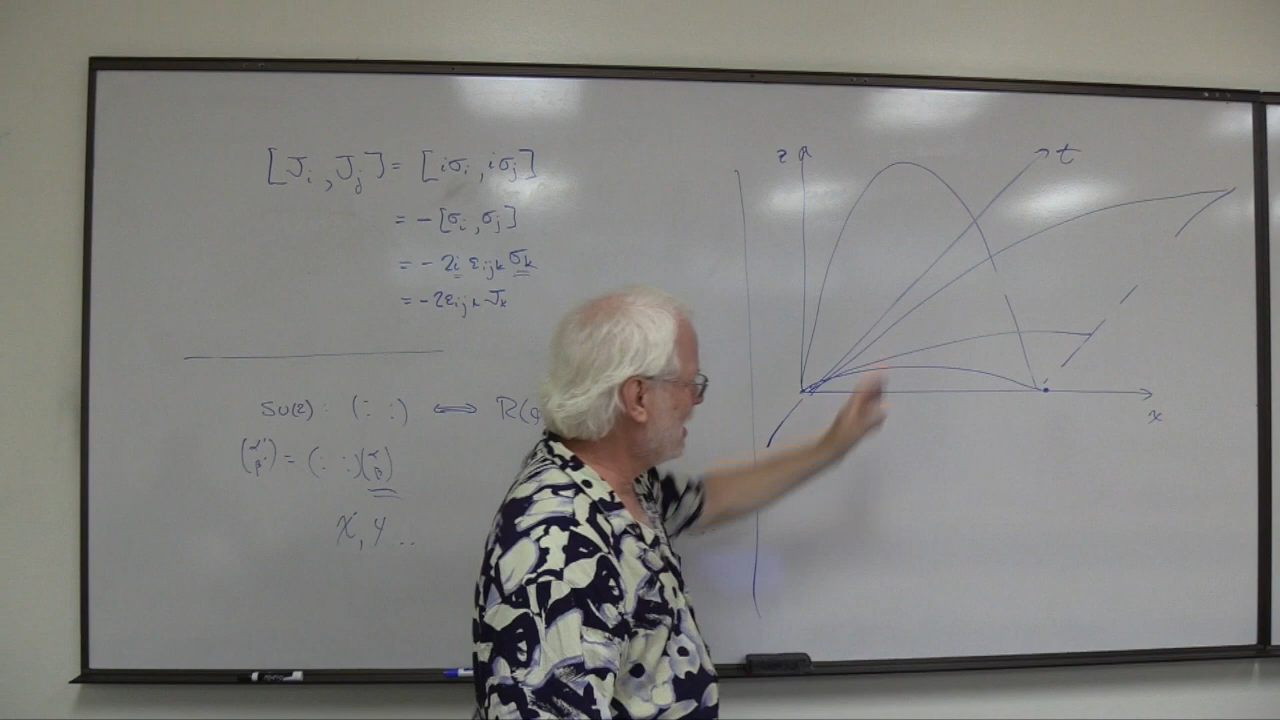 [J_i, J_j] = [iσ_i, iσ_j]
= -[σ_i, σ_j]
= -2i ε_ijk σ_k
= -2ε_ijk J_k
SU(2): (: :) ⟺ R(
(α' β') = (: :)(α β)
χ, ψ ..
z
t
x